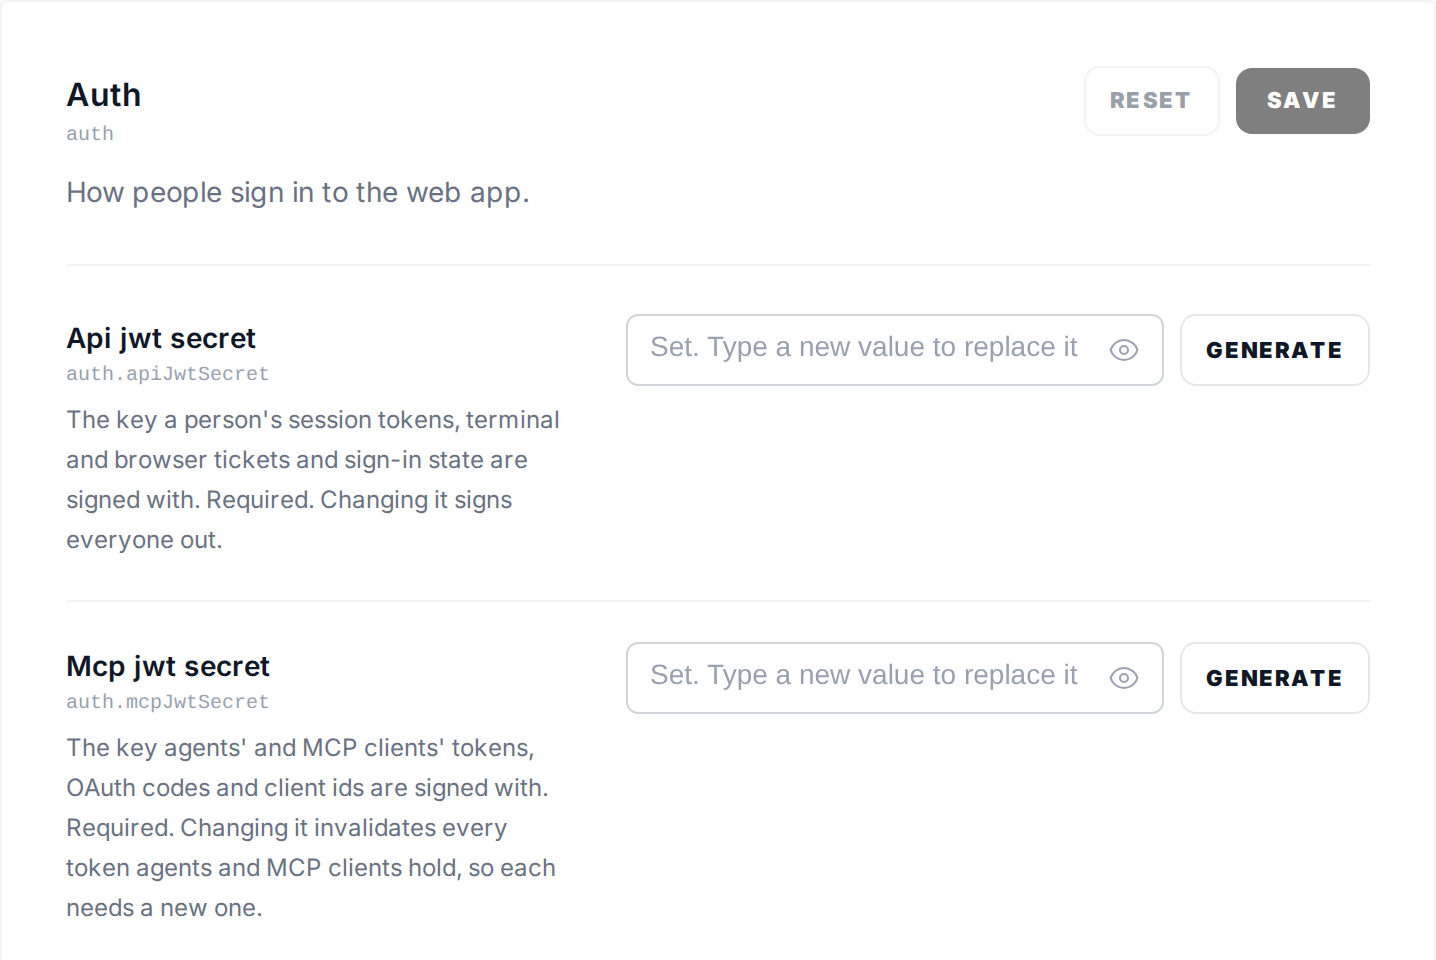 Auth
auth
RESET
SAVE
How people sign in to the web app.
Api jwt secret
auth.apiJwtSecret
The key a person's session tokens, terminal
and browser tickets and sign-in state are
signed with. Required. Changing it signs
everyone out.
Set. Type a new value to replace it
GENERATE
Mcp jwt secret
auth.mcpJwtSecret
The key agents' and MCP clients' tokens,
OAuth codes and client ids are signed with.
Required. Changing it invalidates every
token agents and MCP clients hold, so each
needs a new one.
Set. Type a new value to replace it
GENERATE